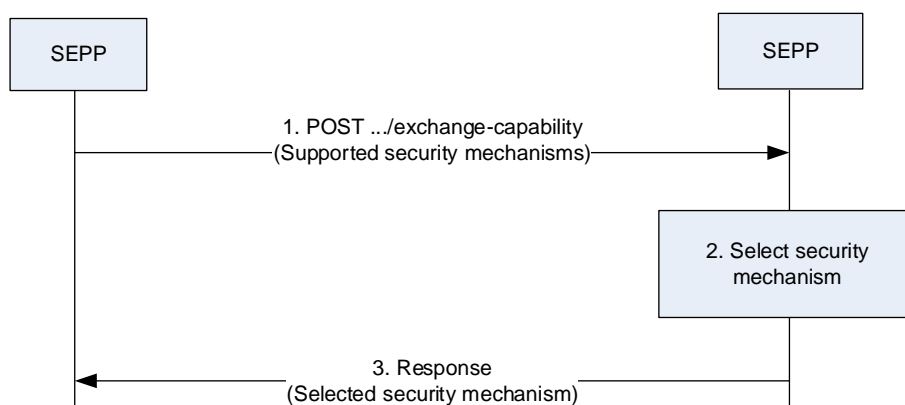 SEPP
SEPP
1. POST .../exchange-capability
(Supported security mechanisms)
2. Select security
mechanism
3. Response
(Selected security mechanism)